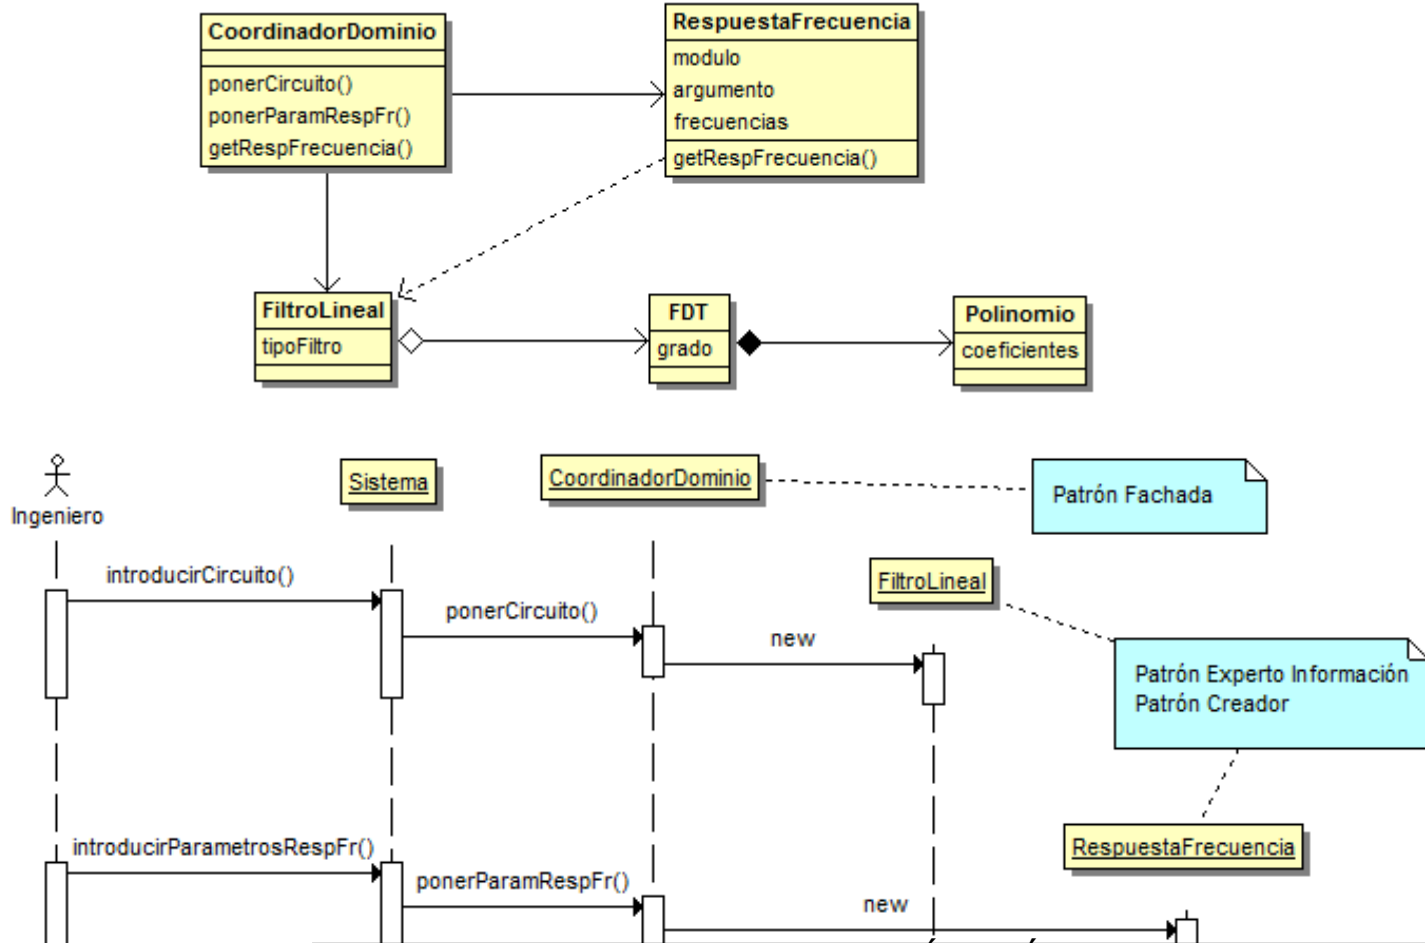 CoordinadorDominio
ponerCircuito()
ponerParamRespFr()
getRespFrecuencia()
RespuestaFrecuencia
modulo
argumento
frecuencias
getRespFrecuencia()
FiltroLineal
tipoFiltro
FDT
grado
Polinomio
coeficientes
Ingeniero
Sistema
CoordinadorDominio
Patrón Fachada
introducirCircuito()
ponerCircuito()
new
FiltroLineal
Patrón Experto Información
Patrón Creador
RespuestaFrecuencia
introducirParametrosRespFr()
ponerParamRespFr()
new